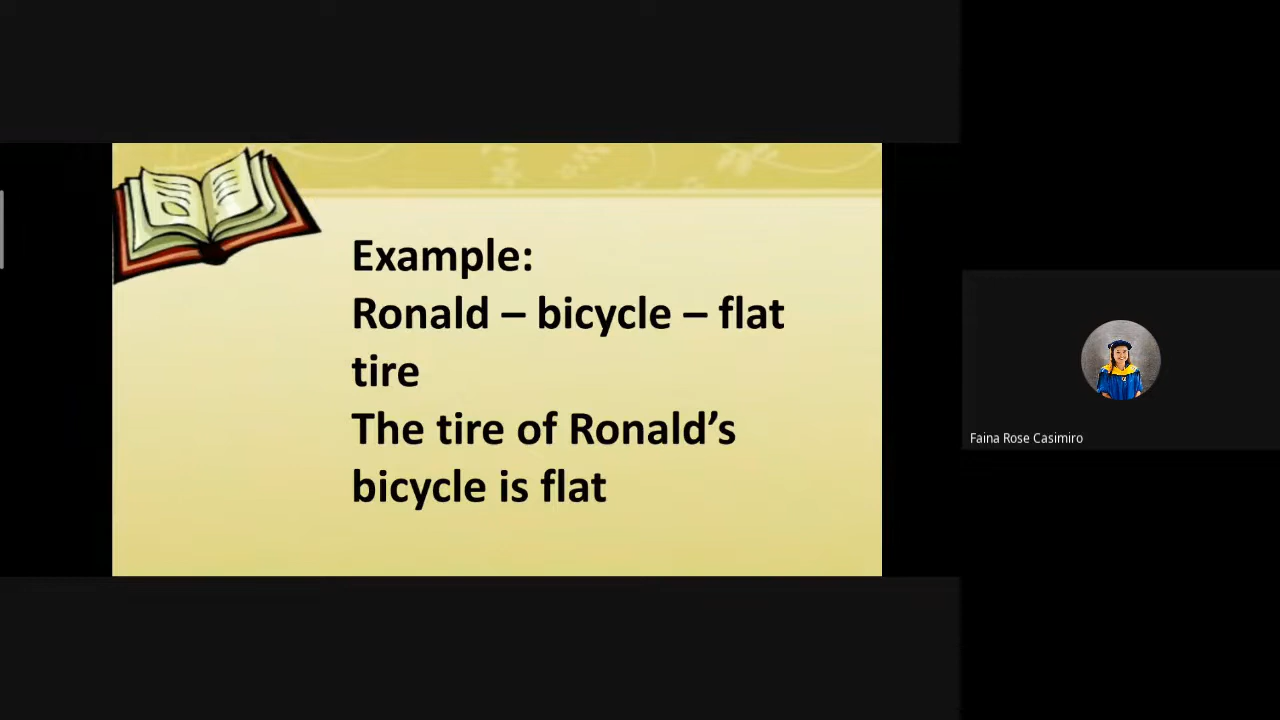 Example:
Ronald – bicycle – flat
tire
The tire of Ronald’s
bicycle is flat
Faina Rose Casimiro